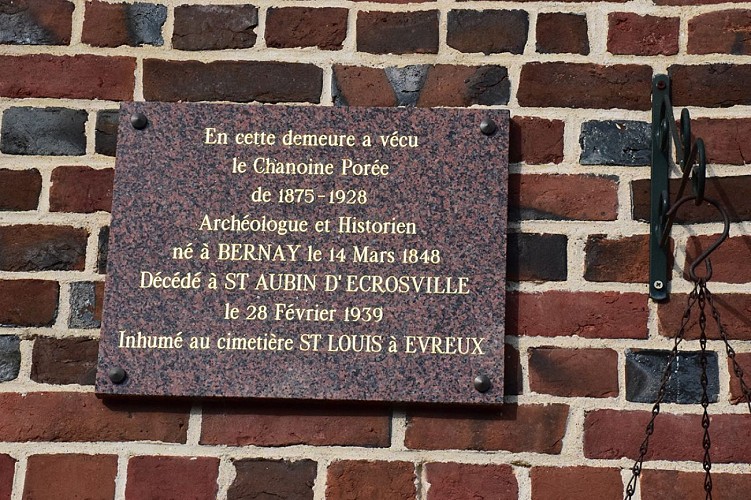 En cette demeure a vécu
le Chanoine Porée
de 1875-1928
Archéologue et Historien
né à BERNAY le 14 Mars 1848
Décédé à ST AUBIN D'ECROSVILLE
le 28 Février 1939
Inhumé au cimetière ST LOUIS à EVREUX